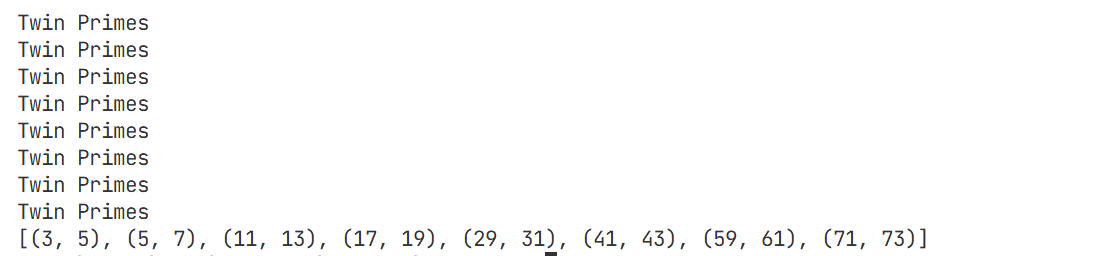 Twin Primes
Twin Primes
Twin Primes
Twin Primes
Twin Primes
Twin Primes
Twin Primes
Twin Primes
[(3, 5), (5, 7), (11, 13), (17, 19), (29, 31), (41, 43), (59, 61), (71, 73)]